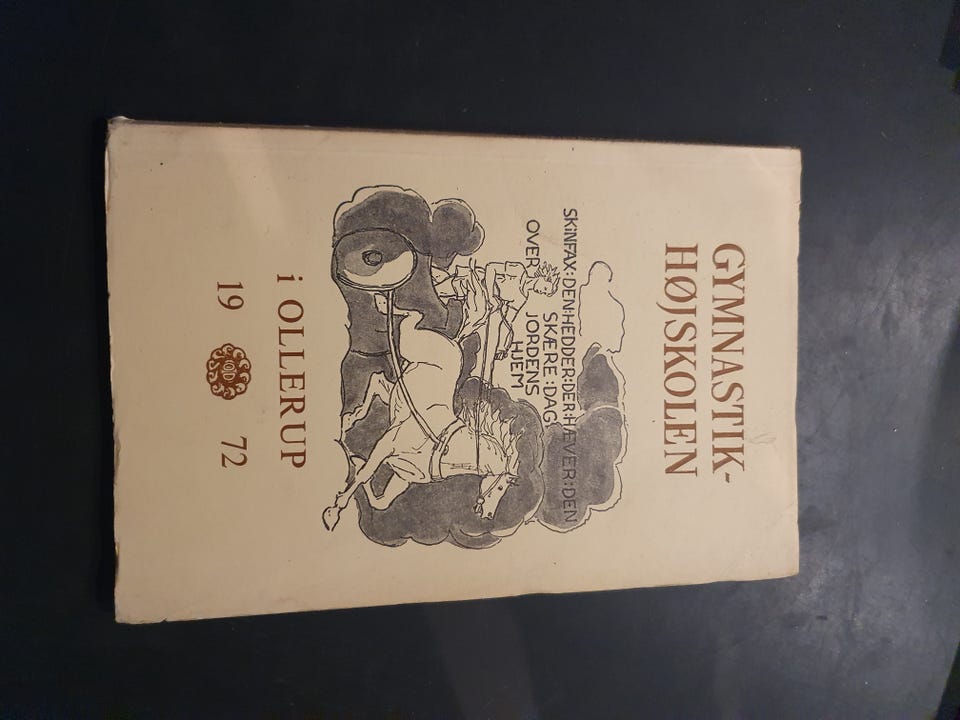 GYMNASTIK-
HØJSKOLEN
SKINFAX:DEN:HEDDER:DER:HÆVER:DEN
SKÆRE:DAG
OVER JORDENS
HJEM
i OLLERUP
19 72